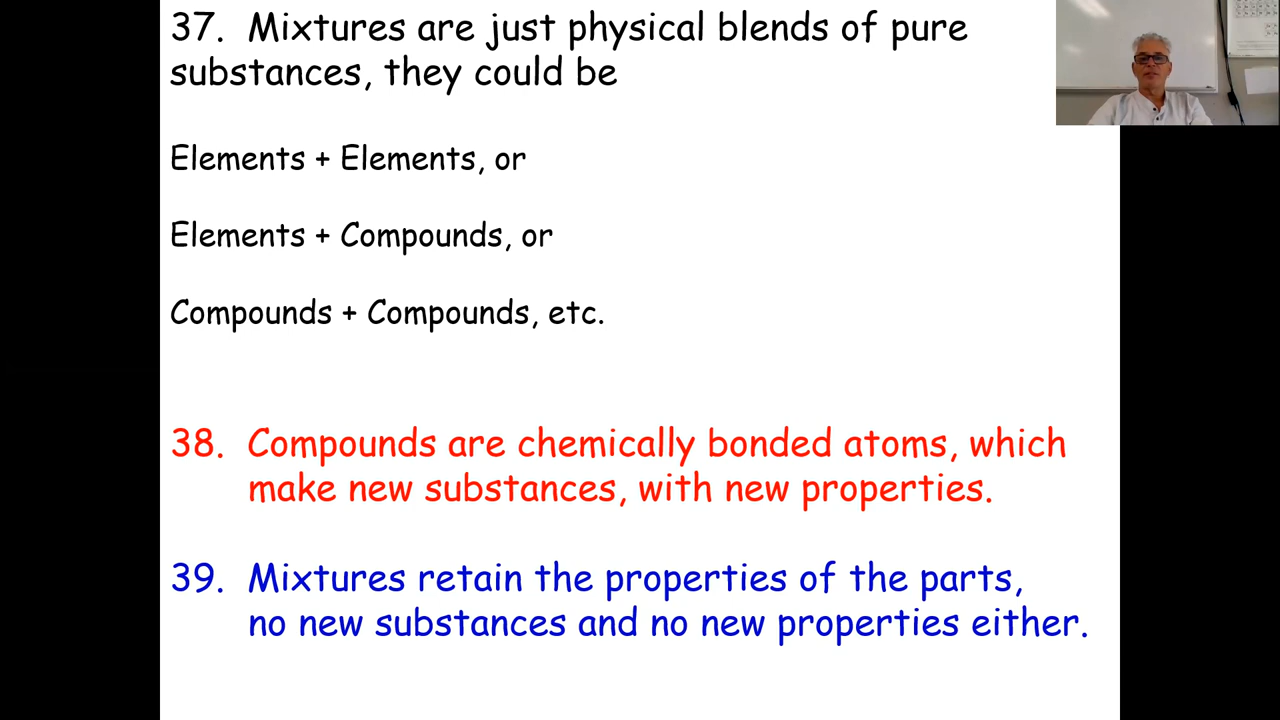 37. Mixtures are just physical blends of pure
substances, they could be
Elements + Elements, or
Elements + Compounds, or
Compounds + Compounds, etc.
38. Compounds are chemically bonded atoms, which
make new substances, with new properties.
39. Mixtures retain the properties of the parts,
no new substances and no new properties either.